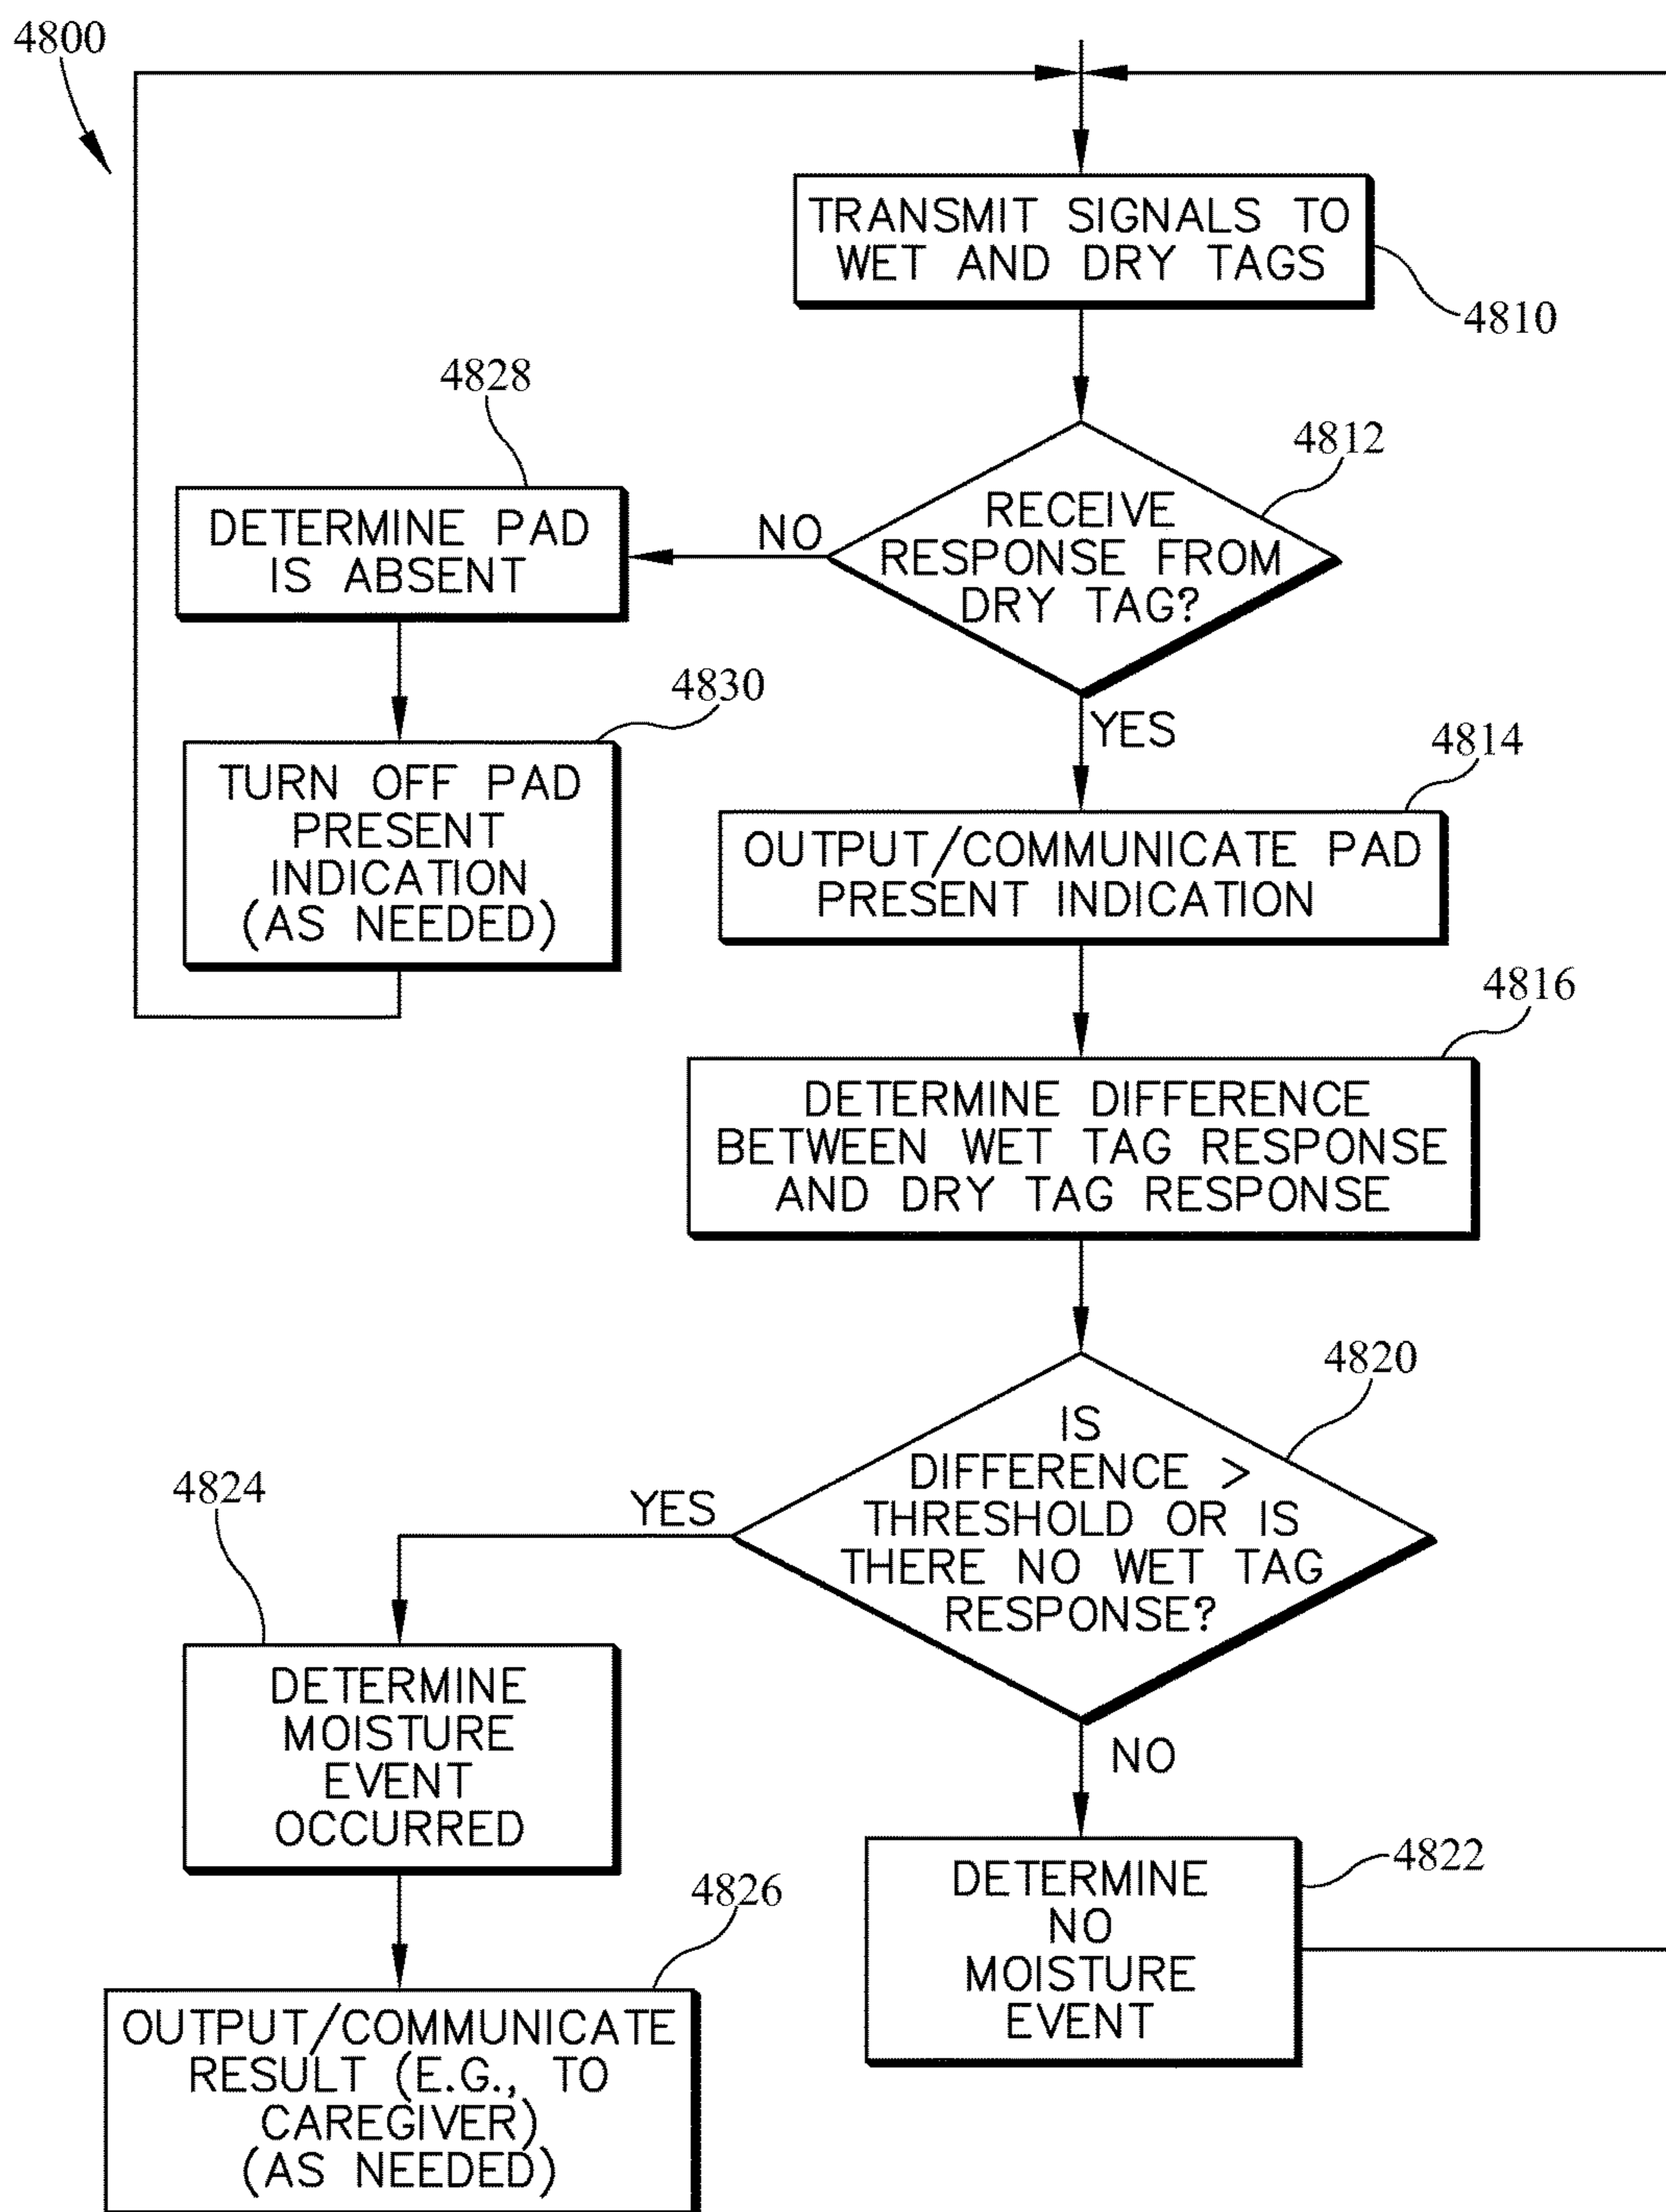 4800
TRANSMIT SIGNALS TO
WET AND DRY TAGS
4810
4828
4812
DETERMINE PAD
IS ABSENT
NO
RECEIVE
RESPONSE FROM
DRY TAG?
4830
YES
TURN OFF PAD
PRESENT
INDICATION
(AS NEEDED)
4814
OUTPUT/COMMUNICATE PAD
PRESENT INDICATION
4816
DETERMINE DIFFERENCE
BETWEEN WET TAG RESPONSE
AND DRY TAG RESPONSE
4820
IS
DIFFERENCE >
THRESHOLD OR IS
THERE NO WET TAG
RESPONSE?
YES
4824
DETERMINE
MOISTURE
EVENT
OCCURRED
NO
4822
DETERMINE
NO
MOISTURE
EVENT
4826
OUTPUT/COMMUNICATE
RESULT (E.G., TO
CAREGIVER)
(AS NEEDED)